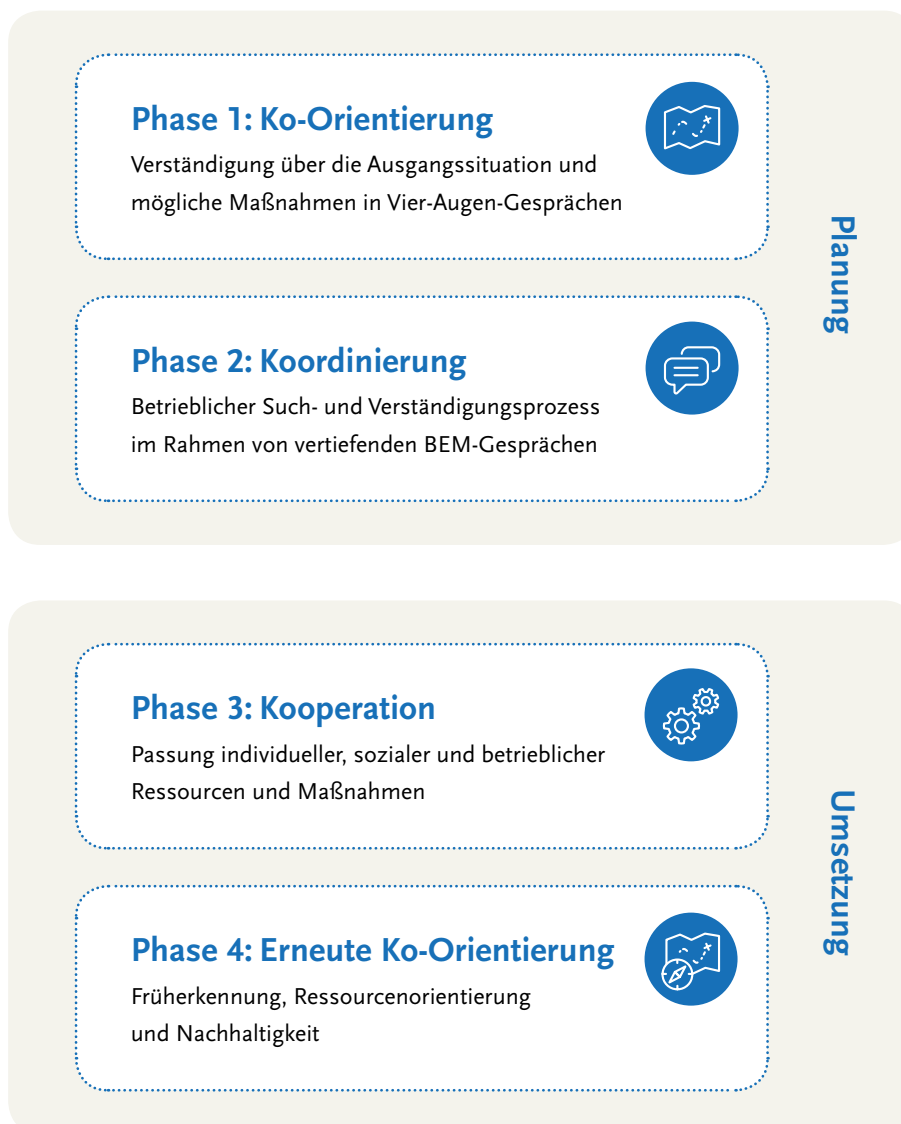 Phase 1: Ko-Orientierung
Verständigung über die Ausgangssituation und
mögliche Maßnahmen in Vier-Augen-Gesprächen
Phase 2: Koordinierung
Betrieblicher Such- und Verständigungsprozess
im Rahmen von vertiefenden BEM-Gesprächen
Planung
Phase 3: Kooperation
Passung individueller, sozialer und betrieblicher
Ressourcen und Maßnahmen
Phase 4: Erneute Ko-Orientierung
Früherkennung, Ressourcenorientierung
und Nachhaltigkeit
Umsetzung